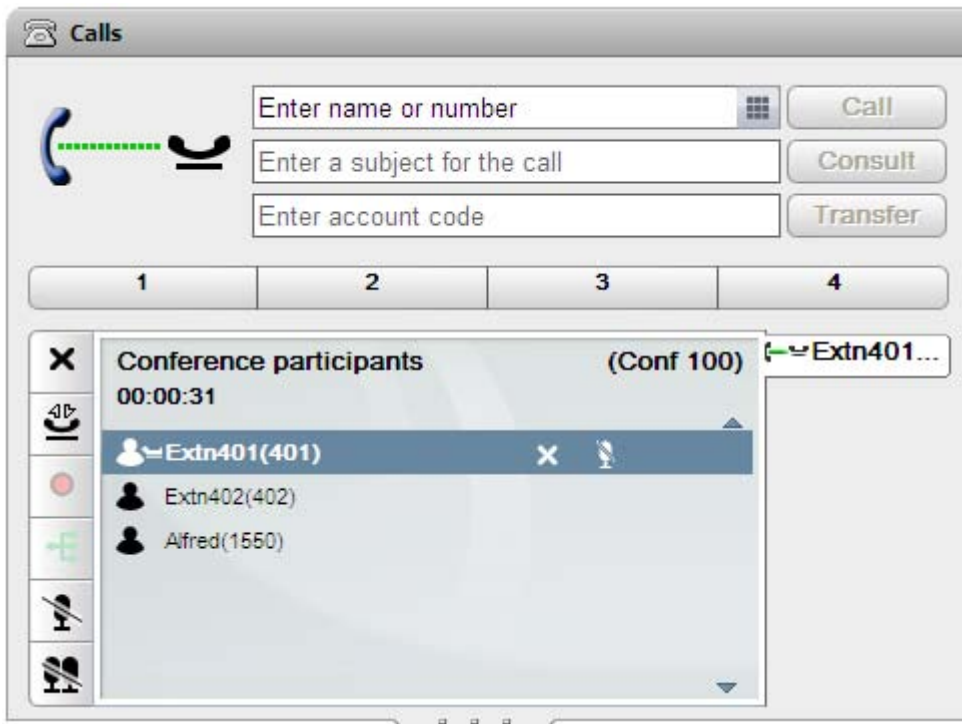 Calls
Enter name or number
Call
Enter a subject for the call
Consult
Enter account code
Transfer
1 2 3 4
Conference participants (Conf 100)
Extn401...
00:00:31
Extn401(401)
Extn402(402)
Alfred(1550)